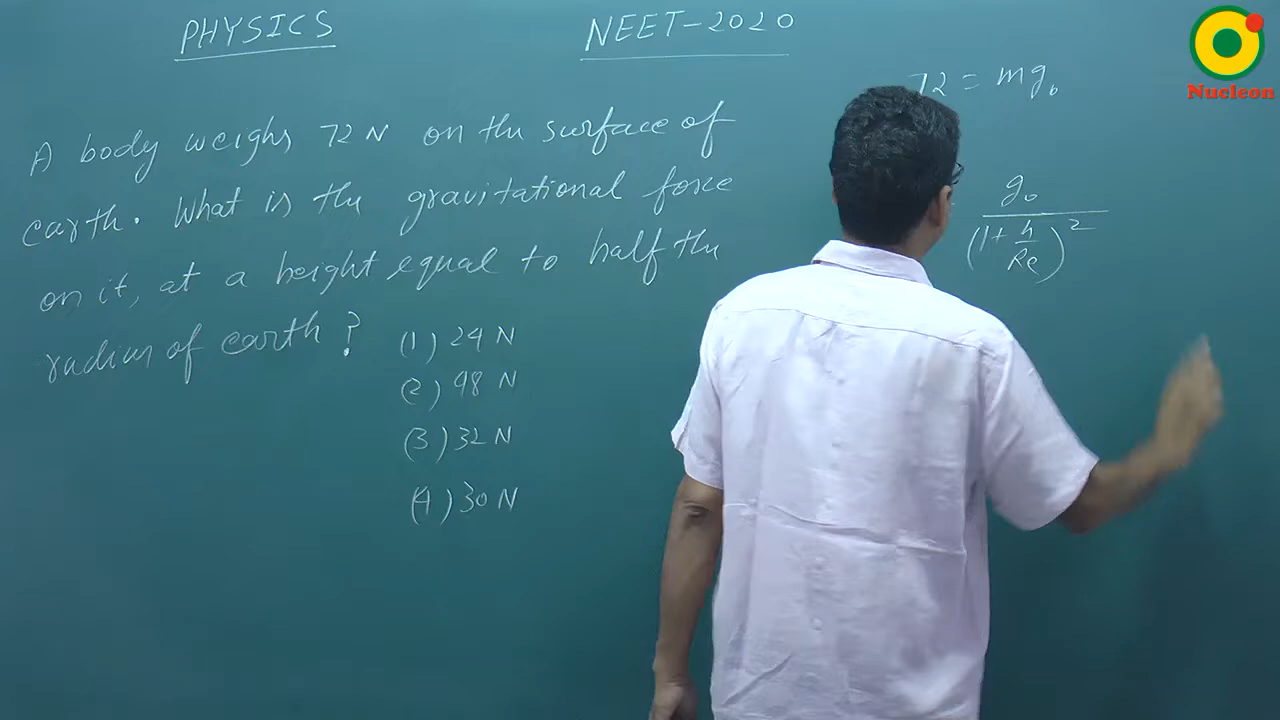 PHYSICS
NEET-2020
A body weighs 72 N on the surface of
earth. What is the gravitational force
on it, at a height equal to half the
radius of earth?
(1) 24 N
(2) 98 N
(3) 32 N
(4) 30 N
72 = mg₀
g₀
(1+ h/Re)²
Nucleon